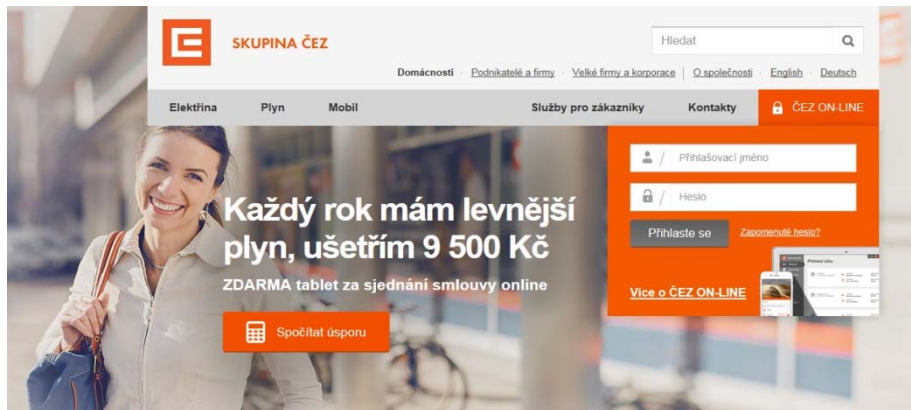 SKUPINA ČEZ
Hledat
Domácnosti · Podnikatelé a firmy · Velké firmy a korporace | O společnosti · English · Deutsch
Elektřina Plyn Mobil Služby pro zákazníky Kontakty ČEZ ON-LINE
Přihlašovací jméno
Heslo
Přihlaste se Zapomenuté heslo?
Více o ČEZ ON-LINE
Každý rok mám levnější
plyn, ušetřím 9 500 Kč
ZDARMA tablet za sjednání smlouvy online
Spočítat úsporu